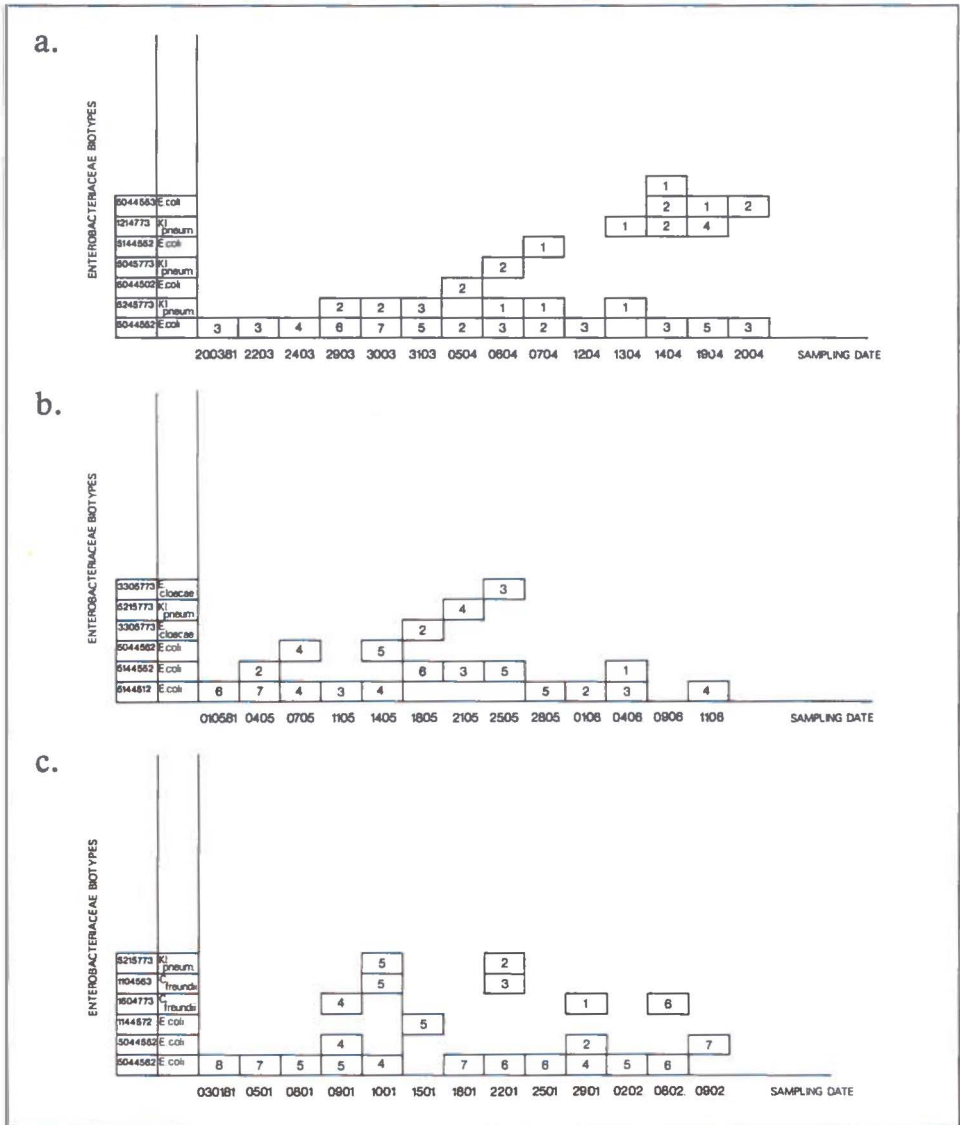 a.
ENTEROBACTERIACEAE BIOTYPES
1
5044553 E.coli 2 1 2
1214773 Kl pneum 1 2 4
5144552 E coli 1
5045773 Kl pneum 2
5044502 E.coli 2
5245773 Kl pneum 2 2 3 1 1 1
5044552 E.coli 3 3 4 6 7 5 2 3 2 3 3 5 3
200381 2203 2403 2903 3003 3103 0504 0604 0704 1204 1304 1404 1904 2004 SAMPLING DATE
b.
ENTEROBACTERIACEAE BIOTYPES
3305773 E. cloacae 3
5215773 Kl pneum 4
3305773 E. cloacae 2
5044552 E.coli 4 5
5144552 E.coli 2 6 3 5 1
5144512 E.coli 6 7 4 3 4 5 2 3 4
010581 0405 0705 1105 1405 1805 2105 2505 2805 0106 0406 0906 1106 SAMPLING DATE
c.
ENTEROBACTERIACEAE BIOTYPES
5215773 Kl pneum. 5 2
1104553 C freundii 5 3
1604773 C freundii 4 1 6
1144572 E coli 5
5044552 E coli 4 2 7
5044552 E coli 8 7 5 5 4 7 6 6 4 5 6
030181 0501 0801 0901 1001 1501 1801 2201 2501 2901 0202 0602. 0902 SAMPLING DATE